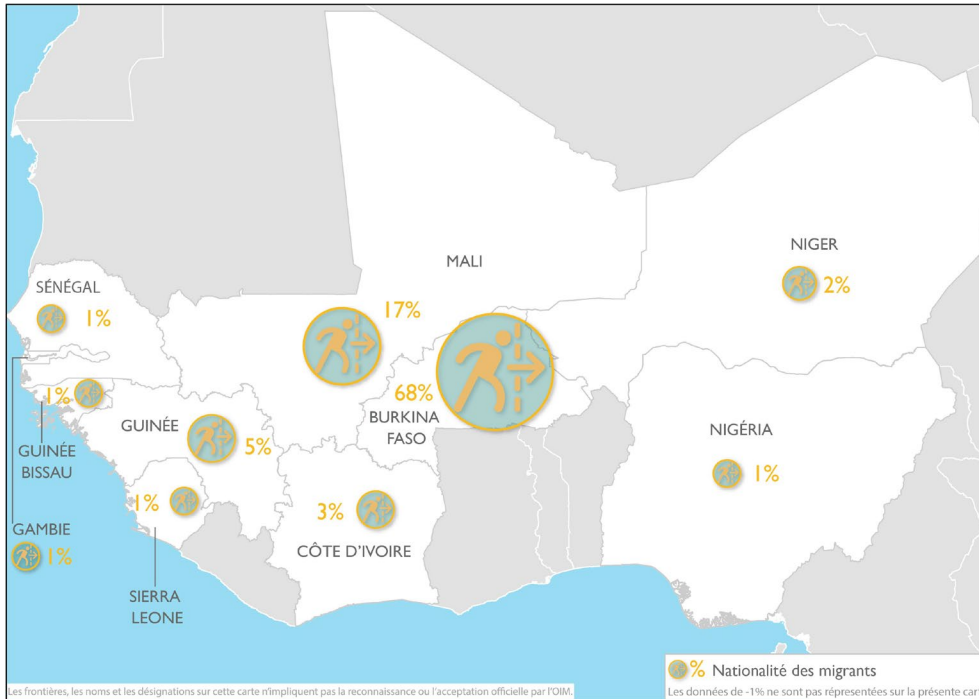 MALI
NIGER
2%
SÉNÉGAL
1%
17%
68%
BURKINA
FASO
1%
GUINÉE
BISSAU
GUINÉE
5%
NIGÉRIA
1%
1%
3%
CÔTE D'IVOIRE
GAMBIE
1%
SIERRA
LEONE
% Nationalité des migrants
Les frontières, les noms et les désignations sur cette carte n'impliquent pas la reconnaissance ou l'acceptation officielle par l'OIM.
Les données de -1% ne sont pas répresentées sur la présente car